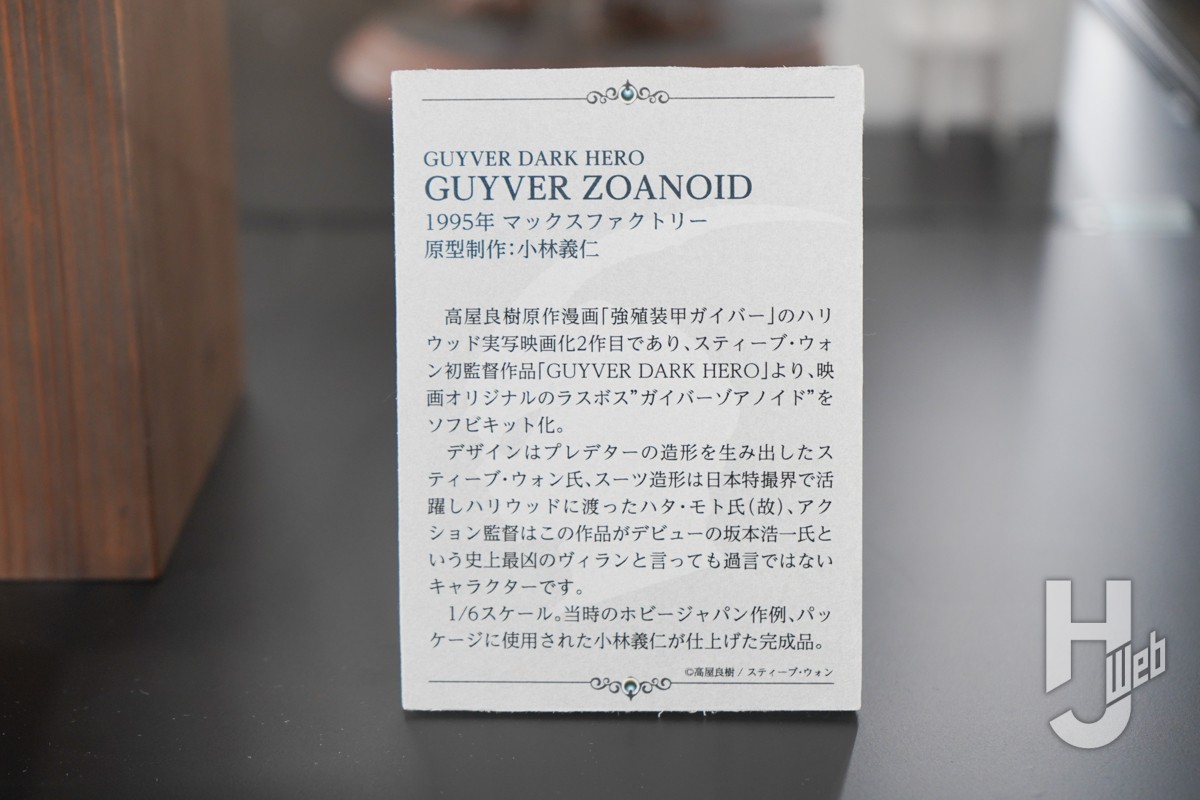 GUYVER DARK HERO
GUYVER ZOANOID
1995年 マックスファクトリー
原型制作：小林義仁
高屋良樹原作漫画「強殖装甲ガイバー」のハリ
ウッド実写映画化2作目であり、スティーブ・ウォ
ン初監督作品「GUYVER DARK HERO」より、映
画オリジナルのラスボス”ガイバーゾアノイド”を
ソフビキット化。
デザインはプレデターの造形を生み出したス
ティーブ・ウォン氏、スーツ造形は日本特撮界で活
躍しハリウッドに渡ったハタ・モト氏（故）、アク
ション監督はこの作品がデビューの坂本浩一氏と
いう史上最凶のヴィランと言っても過言ではない
キャラクターです。
1/6スケール。当時のホビージャパン作例、パッ
ケージに使用された小林義仁が仕上げた完成品。
©高屋良樹 / スティーブ・ウォン
HJ Web